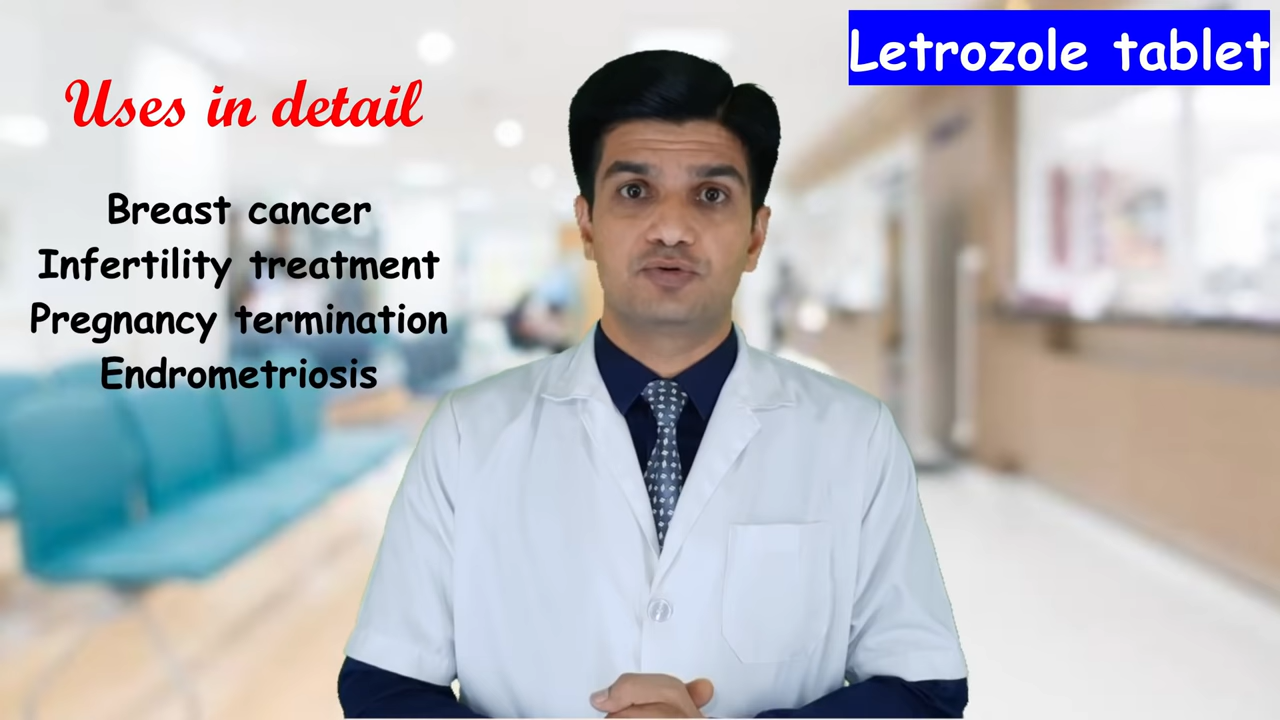 Letrozole tablet
Uses in detail
Breast cancer
Infertility treatment
Pregnancy termination
Endrometriosis